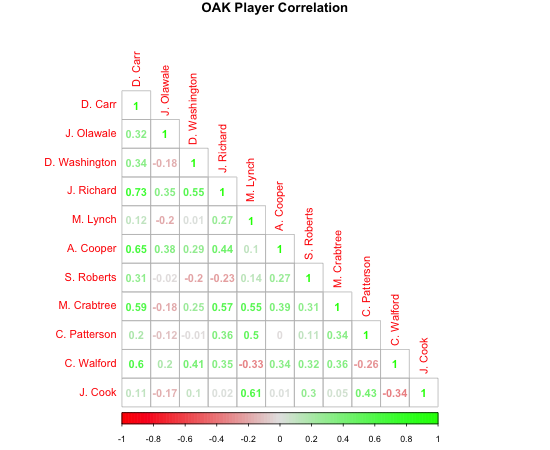 OAK Player Correlation
D. Carr
J. Olawale
D. Washington
J. Richard
M. Lynch
A. Cooper
S. Roberts
M. Crabtree
C. Patterson
C. Walford
J. Cook
D. Carr 1
J. Olawale 0.32 1
D. Washington 0.34 -0.18 1
J. Richard 0.73 0.35 0.55 1
M. Lynch 0.12 -0.2 0.01 0.27 1
A. Cooper 0.65 0.38 0.29 0.44 0.1 1
S. Roberts 0.31 -0.02 -0.2 -0.23 0.14 0.27 1
M. Crabtree 0.59 -0.18 0.25 0.57 0.55 0.39 0.31 1
C. Patterson 0.2 -0.12 -0.01 0.36 0.5 0 0.11 0.34 1
C. Walford 0.6 0.2 0.41 0.35 -0.33 0.34 0.32 0.36 -0.26 1
J. Cook 0.11 -0.17 0.1 0.02 0.61 0.01 0.3 0.05 0.43 -0.34 1
-1 -0.8 -0.6 -0.4 -0.2 0 0.2 0.4 0.6 0.8 1